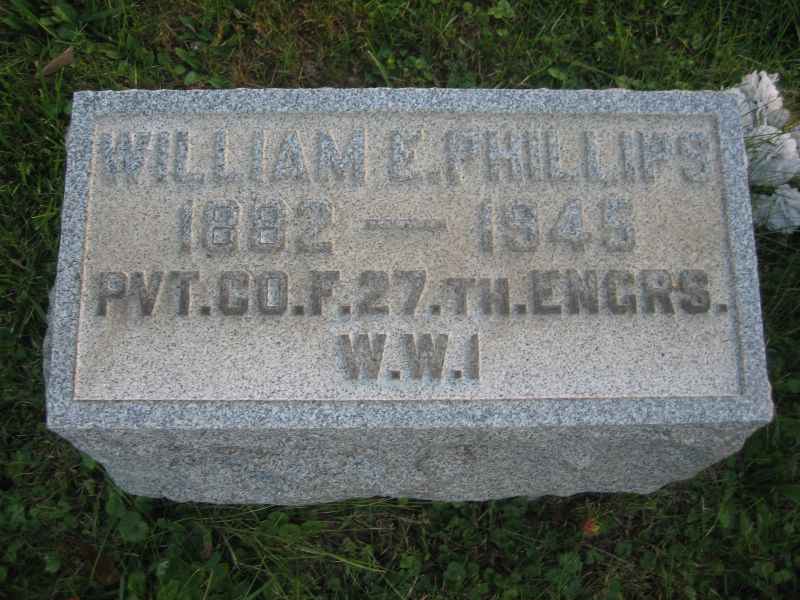 WILLIAM E. PHILLIPS
1882 — 1945
PVT. CO. F. 27. TH. ENGRS.
W.W.I